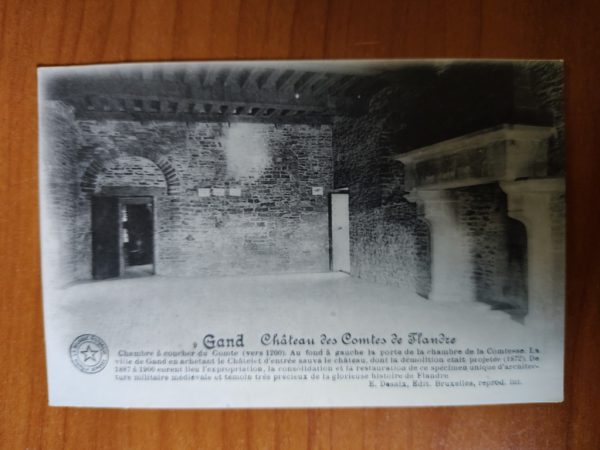 Gand Château des Comtes de Flandre
Chambre à coucher du Comte (vers 1200). Au fond à gauche la porte de la chambre de la Comtesse. La
ville de Gand en achetant le Châtelet d'entrée sauva le château, dont la démolition était projetée (1872). De
1887 à 1900 eurent lieu l'expropriation, la consolidation et la restauration de ce spécimen unique d'architec-
ture militaire médiévale et témoin très précieux de la glorieuse histoire de Flandre.
E. Desaix, Edit. Bruxelles, reprod. int.